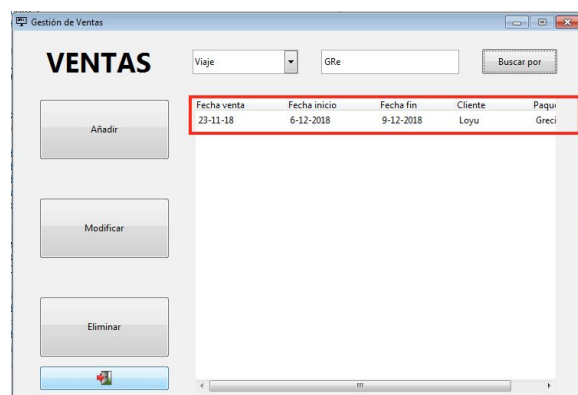 Gestión de Ventas
VENTAS
Viaje
GRe
Buscar por
Fecha venta Fecha inicio Fecha fin Cliente Paqu
23-11-18 6-12-2018 9-12-2018 Loyu Greci
Añadir
Modificar
Eliminar